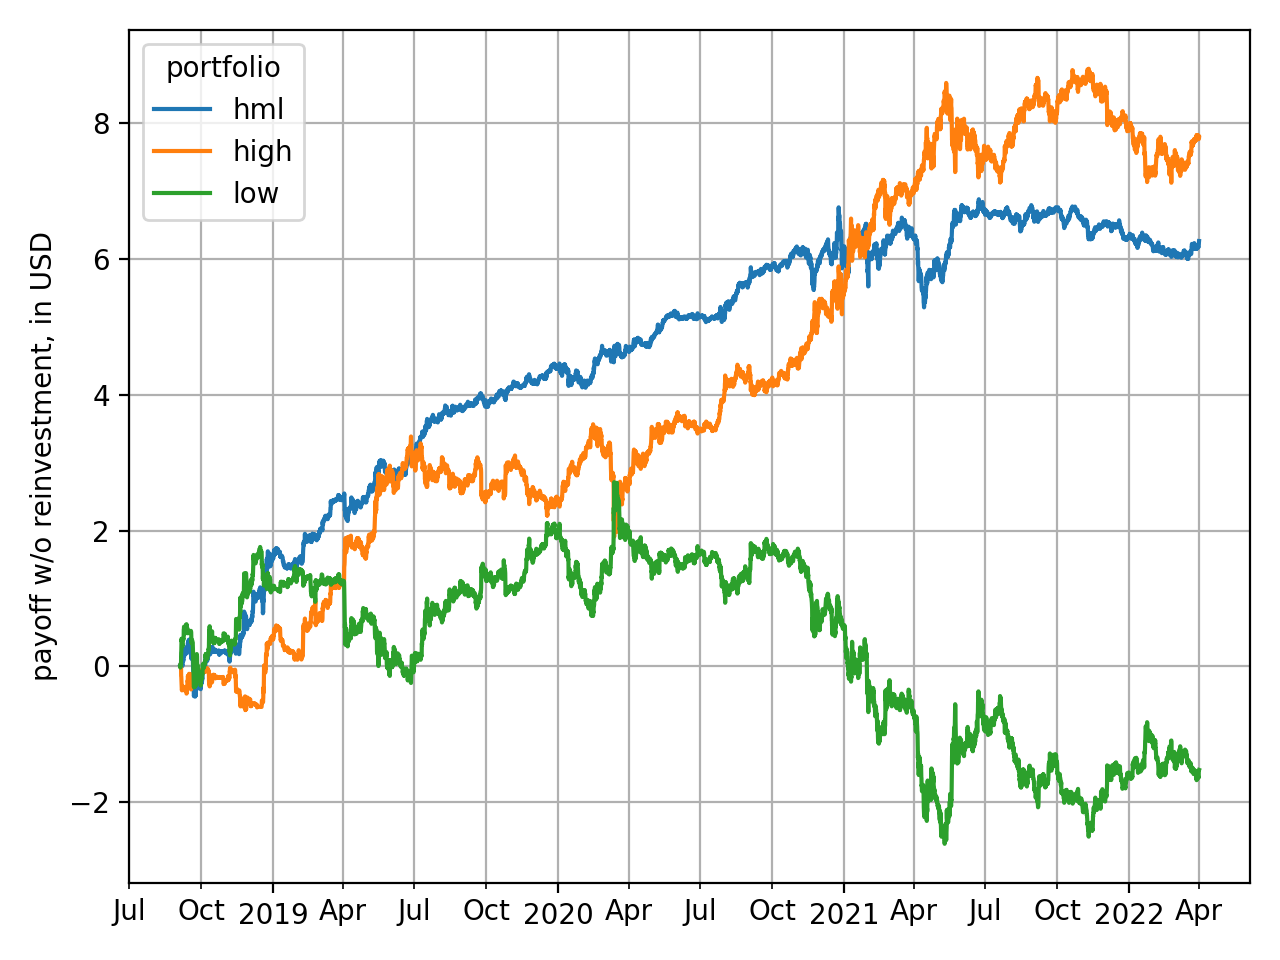 portfolio
hml
high
low
payoff w/o reinvestment, in USD
8
6
4
2
0
−2
Jul Oct 2019 Apr Jul Oct 2020 Apr Jul Oct 2021 Apr Jul Oct 2022 Apr